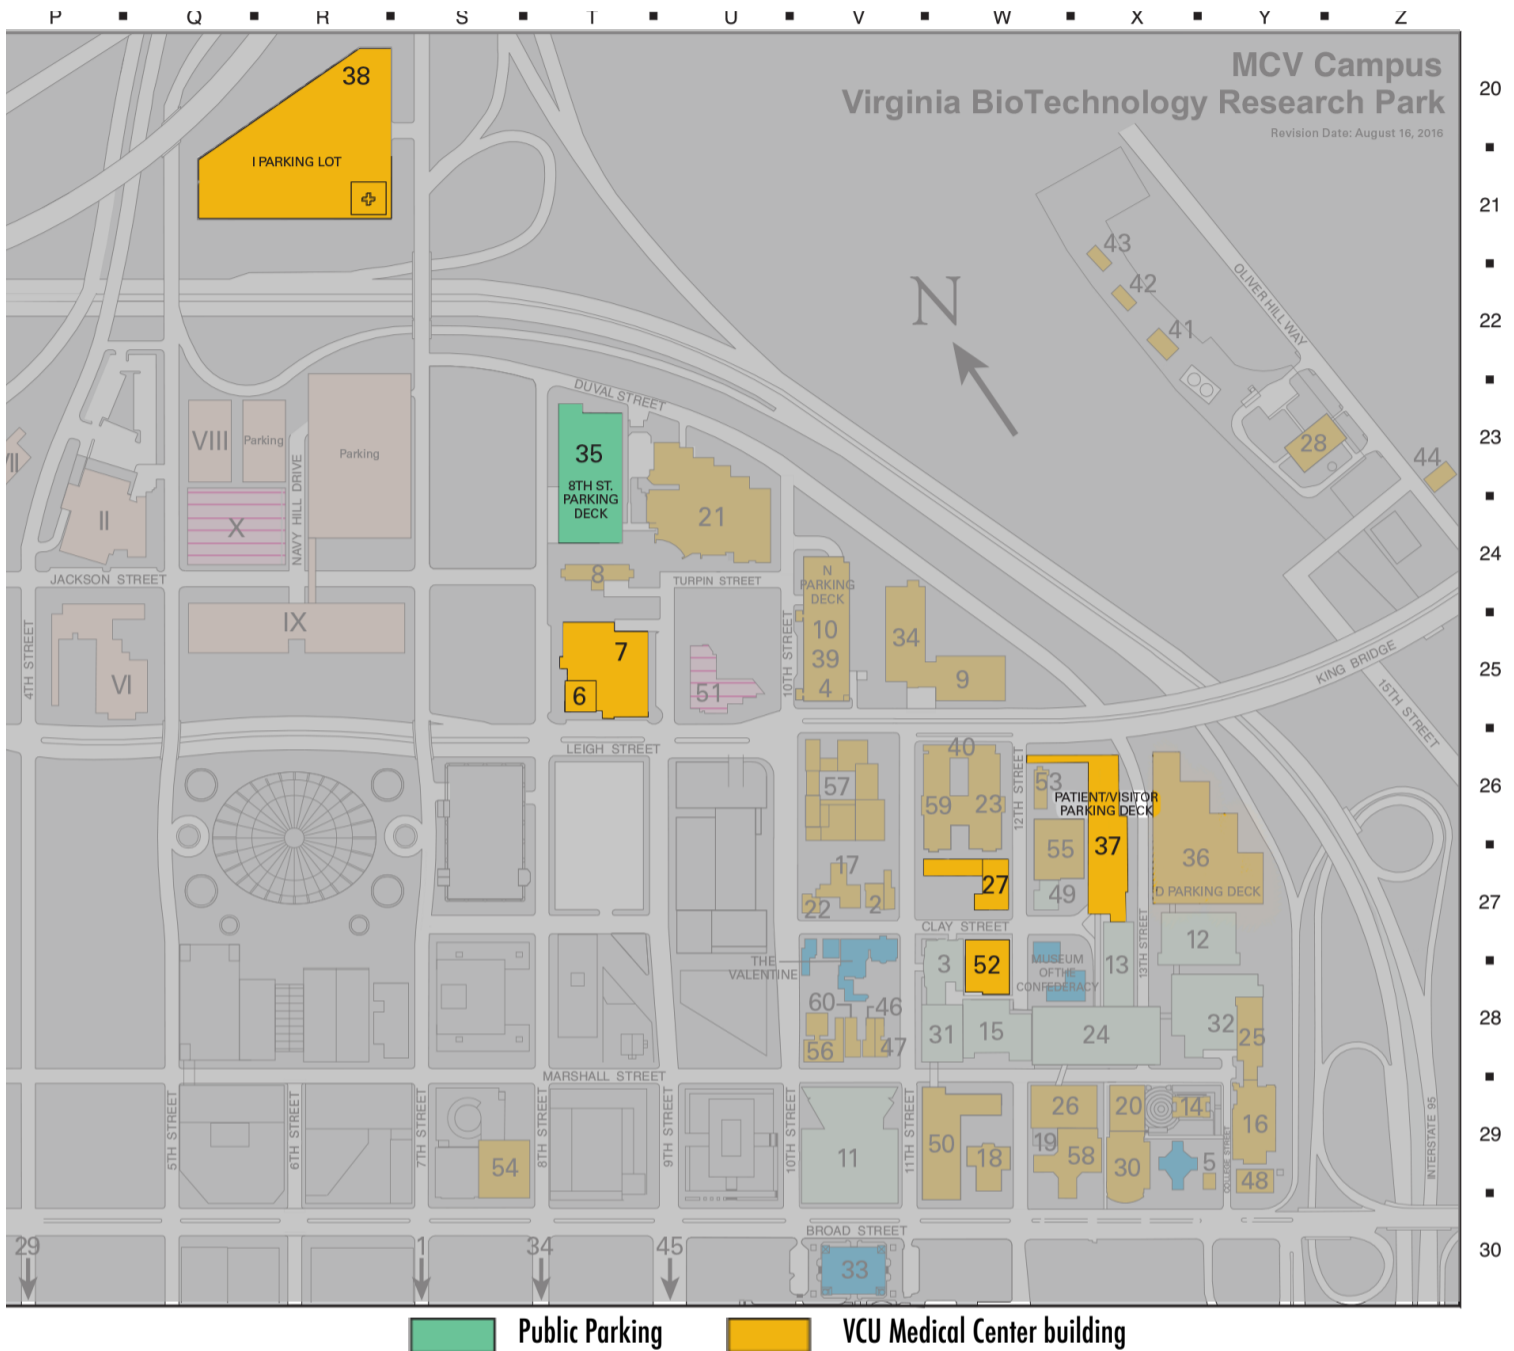 P Q R S T U V W X Y Z
MCV Campus
Virginia BioTechnology Research Park
Revision Date: August 16, 2016
20
21
22
23
24
25
26
27
28
29
30
38
I PARKING LOT
43
42
41
OLIVER HILL WAY
N
DUVAL STREET
28
44
VIII
Parking
Parking
35
8TH ST.
PARKING
DECK
VII
II
X
NAVY HILL DRIVE
21
JACKSON STREET
8
TURPIN STREET
N
PARKING
DECK
4TH STREET
IX
7
6
10TH STREET
10
39
4
34
9
KING BRIDGE
15TH STREET
VI
51
LEIGH STREET
40
57
59
23
12TH STREET
53
PATIENT/VISITOR
PARKING DECK
55
37
36
D PARKING DECK
17
27
49
22
2
CLAY STREET
13TH STREET
12
THE
VALENTINE
3
52
MUSEUM
OF THE
CONFEDERACY
13
60
46
56
47
31
15
24
32
25
MARSHALL STREET
5TH STREET
6TH STREET
7TH STREET
8TH STREET
9TH STREET
10TH STREET
11TH STREET
26
20
14
19
58
30
5
COLLEGE STREET
16
48
INTERSTATE 95
54
11
50
18
BROAD STREET
29
1
34
45
33
Public Parking
VCU Medical Center building